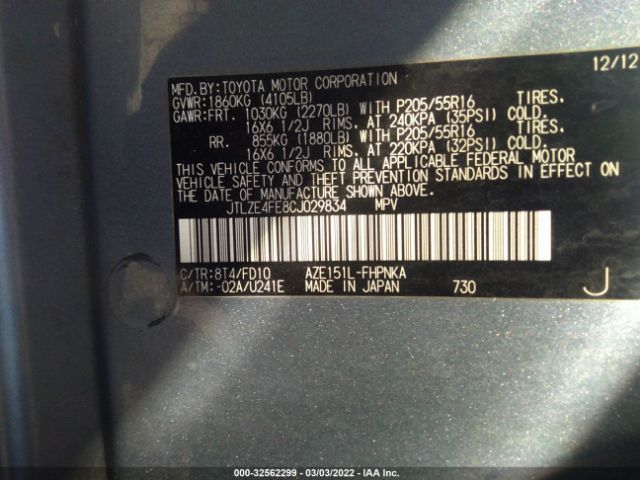 12/12
MFD.BY:TOYOTA MOTOR CORPORATION
GVWR:1860KG (4105LB)
GAWR:FRT. 1030KG (2270LB) WITH P205/55R16 TIRES.
16X6 1/2J RIMS. AT 240KPA (35PSI) COLD.
RR. 855KG (1880LB) WITH P205/55R16 TIRES.
16X6 1/2J RIMS. AT 220KPA (32PSI) COLD.
THIS VEHICLE CONFORMS TO ALL APPLICABLE FEDERAL MOTOR
VEHICLE SAFETY AND THEFT PREVENTION STANDARDS IN EFFECT ON
THE DATE OF MANUFACTURE SHOWN ABOVE.
JTLZE4FE8CJ029834 MPV
C/TR:8T4/FD10 AZE151L-FHPNKA
A/TM:-02A/U241E MADE IN JAPAN 730 J
000-32562299 - 03/03/2022 - IAA Inc.